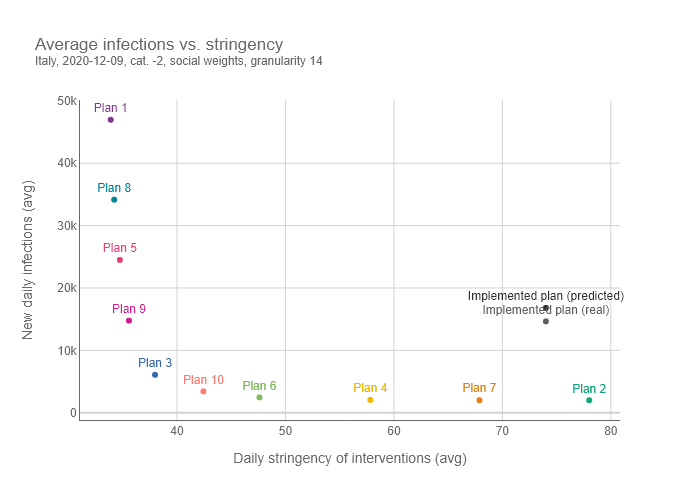 Average infections vs. stringency
Italy, 2020-12-09, cat. -2, social weights, granularity 14
50k
Plan 1
40k
Plan 8
30k
Plan 5
20k
Implemented plan (predicted)
Plan 9
Implemented plan (real)
10k
Plan 3
Plan 10
Plan 6
Plan 4
Plan 7
Plan 2
0
40
50
60
70
80
New daily infections (avg)
Daily stringency of interventions (avg)